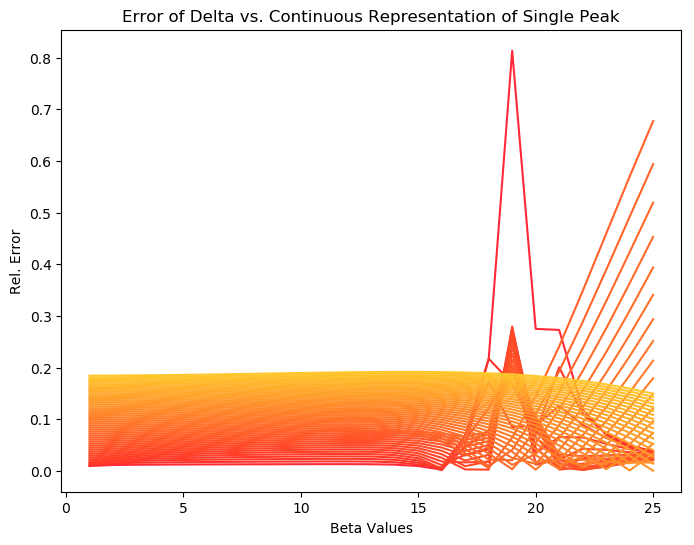 Error of Delta vs. Continuous Representation of Single Peak
Rel. Error
0.8
0.7
0.6
0.5
0.4
0.3
0.2
0.1
0.0
0 5 10 15 20 25
Beta Values